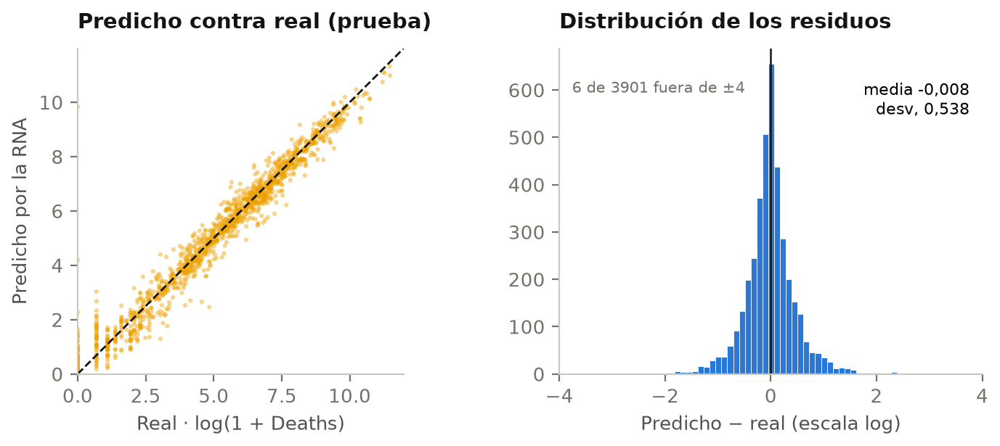 Predicho contra real (prueba)
Predicho por la RNA
10
8
6
4
2
0
0.0 2.5 5.0 7.5 10.0
Real · log(1 + Deaths)
Distribución de los residuos
6 de 3901 fuera de ±4
media -0,008
desv, 0,538
600
500
400
300
200
100
0
−4 −2 0 2 4
Predicho − real (escala log)